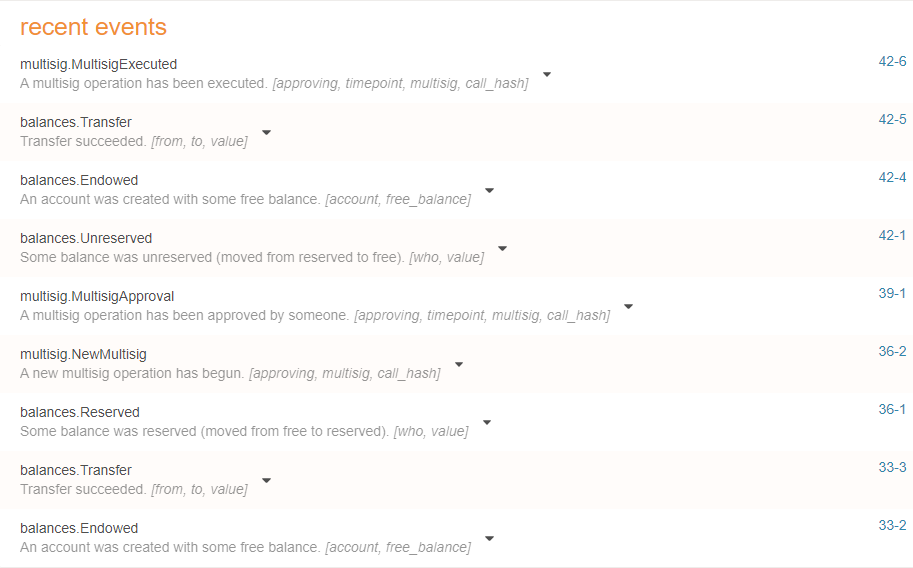 recent events
multisig.MultisigExecuted 42-6
A multisig operation has been executed. [approving, timepoint, multisig, call_hash]
balances.Transfer 42-5
Transfer succeeded. [from, to, value]
balances.Endowed 42-4
An account was created with some free balance. [account, free_balance]
balances.Unreserved 42-1
Some balance was unreserved (moved from reserved to free). [who, value]
multisig.MultisigApproval 39-1
A multisig operation has been approved by someone. [approving, timepoint, multisig, call_hash]
multisig.NewMultisig 36-2
A new multisig operation has begun. [approving, multisig, call_hash]
balances.Reserved 36-1
Some balance was reserved (moved from free to reserved). [who, value]
balances.Transfer 33-3
Transfer succeeded. [from, to, value]
balances.Endowed 33-2
An account was created with some free balance. [account, free_balance]